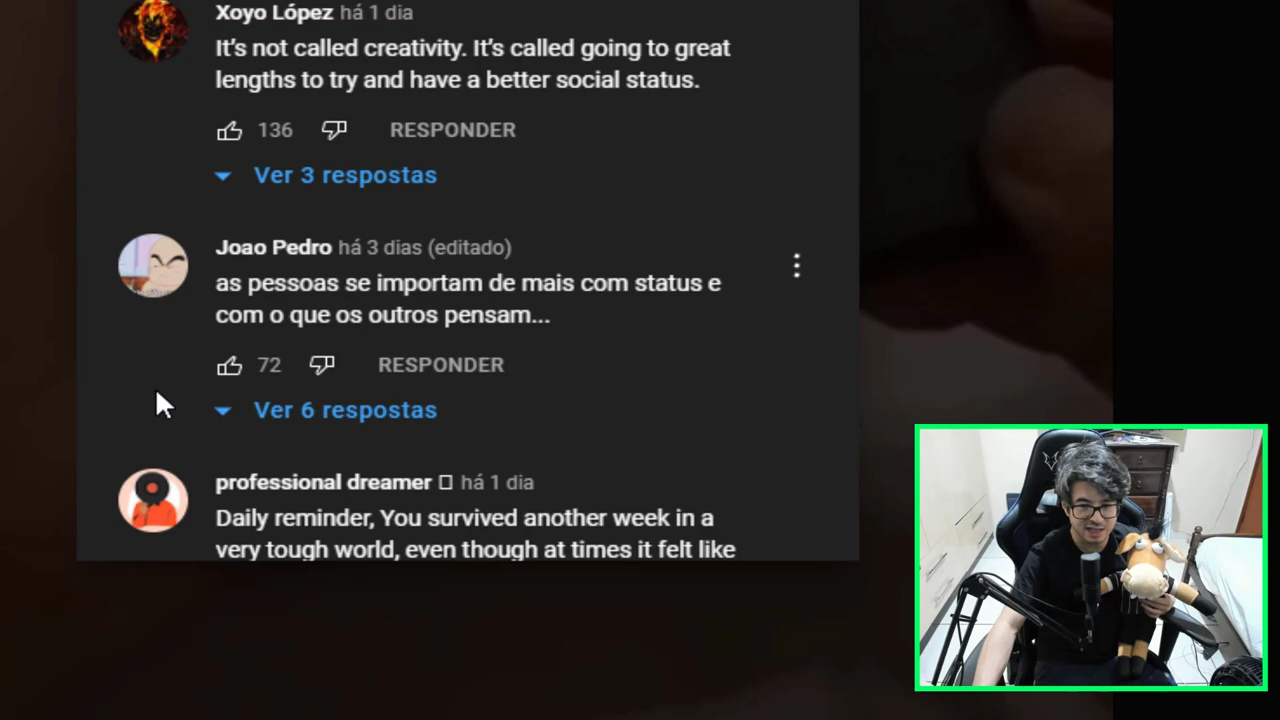 Xoyo López há 1 dia
It's not called creativity. It's called going to great
lengths to try and have a better social status.
136 RESPONDER
Ver 3 respostas
Joao Pedro há 3 dias (editado)
as pessoas se importam de mais com status e
com o que os outros pensam...
72 RESPONDER
Ver 6 respostas
professional dreamer há 1 dia
Daily reminder, You survived another week in a
very tough world, even though at times it felt like